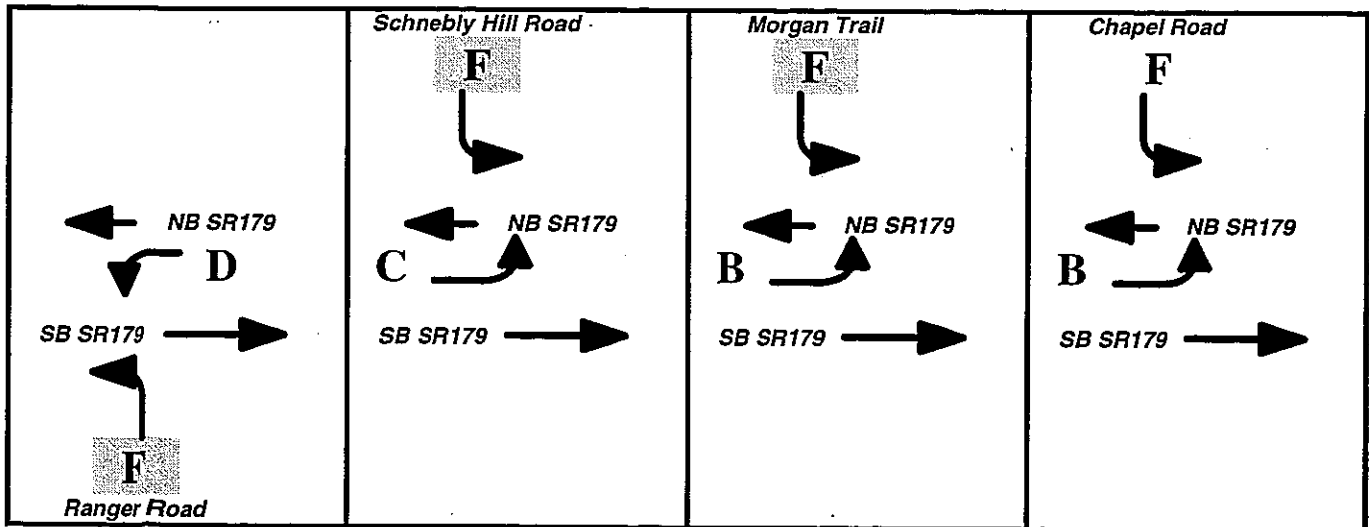 NB SR179
D
SB SR179
F
Ranger Road
Schnebly Hill Road
F
NB SR179
C
SB SR179
Morgan Trail
F
NB SR179
B
SB SR179
Chapel Road
F
NB SR179
B
SB SR179